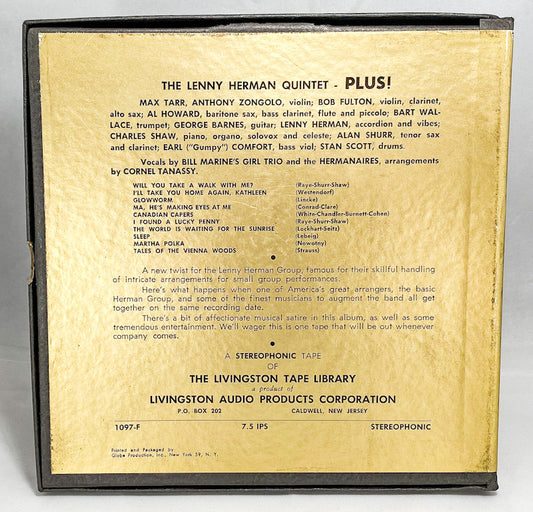 THE LENNY HERMAN QUINTET - PLUS!
MAX TARR, ANTHONY ZONGOLO, violin; BOB FULTON, violin, clarinet,
alto sax; AL HOWARD, baritone sax, bass clarinet, flute and piccolo; BART WAL-
LACE, trumpet; GEORGE BARNES, guitar; LENNY HERMAN, accordion and vibes;
CHARLES SHAW, piano, organo, solovox and celeste; ALAN SHURR, tenor sax
and clarinet; EARL ("Gumpy") COMFORT, bass viol; STAN SCOTT, drums.
Vocals by BILL MARINE'S GIRL TRIO and the HERMANAIRES, arrangements
by CORNEL TANASSY.
WILL YOU TAKE A WALK WITH ME? (Raye-Shurr-Shaw)
I'LL TAKE YOU HOME AGAIN, KATHLEEN (Westendorf)
GLOWWORM (Lincke)
MA, HE'S MAKING EYES AT ME (Conrad-Clare)
CANADIAN CAPERS (White-Chandler-Burnett-Cohen)
I FOUND A LUCKY PENNY (Raye-Shurr-Shaw)
THE WORLD IS WAITING FOR THE SUNRISE (Lockhart-Seitz)
SLEEP (Lebeig)
MARTHA POLKA (Nowotny)
TALES OF THE VIENNA WOODS (Strauss)
A new twist for the Lenny Herman Group, famous for their skillful handling
of intricate arrangements for small group performances.
Here's what happens when one of America's great arrangers, the basic
Herman Group, and some of the tinest musicians to augment the band all get
together on the same recording date.
There's a bit of affectionate musical satire in this album, as well as some
tremendous entertainment. We'll wager this is one tape that will be out whenever
company comes.
A STEREOPHONIC TAPE
OF
THE LIVINGSTON TAPE LIBRARY
a product of
LIVINGSTON AUDIO PRODUCTS CORPORATION
P.O. BOX 202 CALDWELL, NEW JERSEY
1097-F 7.5 IPS STEREOPHONIC
Printed and Packaged by
Globe Production, Inc., New York 59, N. Y.